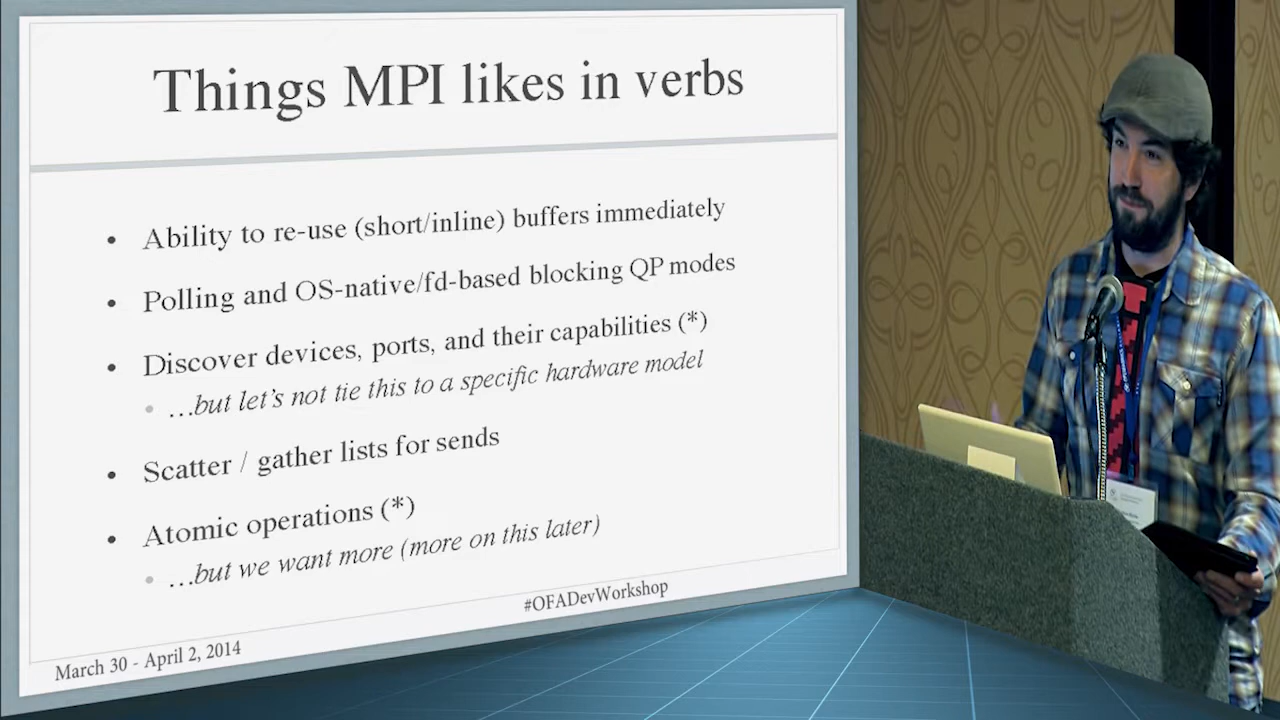 Things MPI likes in verbs
• Ability to re-use (short/inline) buffers immediately
• Polling and OS-native/fd-based blocking QP modes
• Discover devices, ports, and their capabilities (*)
• …but let’s not tie this to a specific hardware model
• Scatter / gather lists for sends
• Atomic operations (*)
• …but we want more (more on this later)
March 30 - April 2, 2014
#OFADevWorkshop